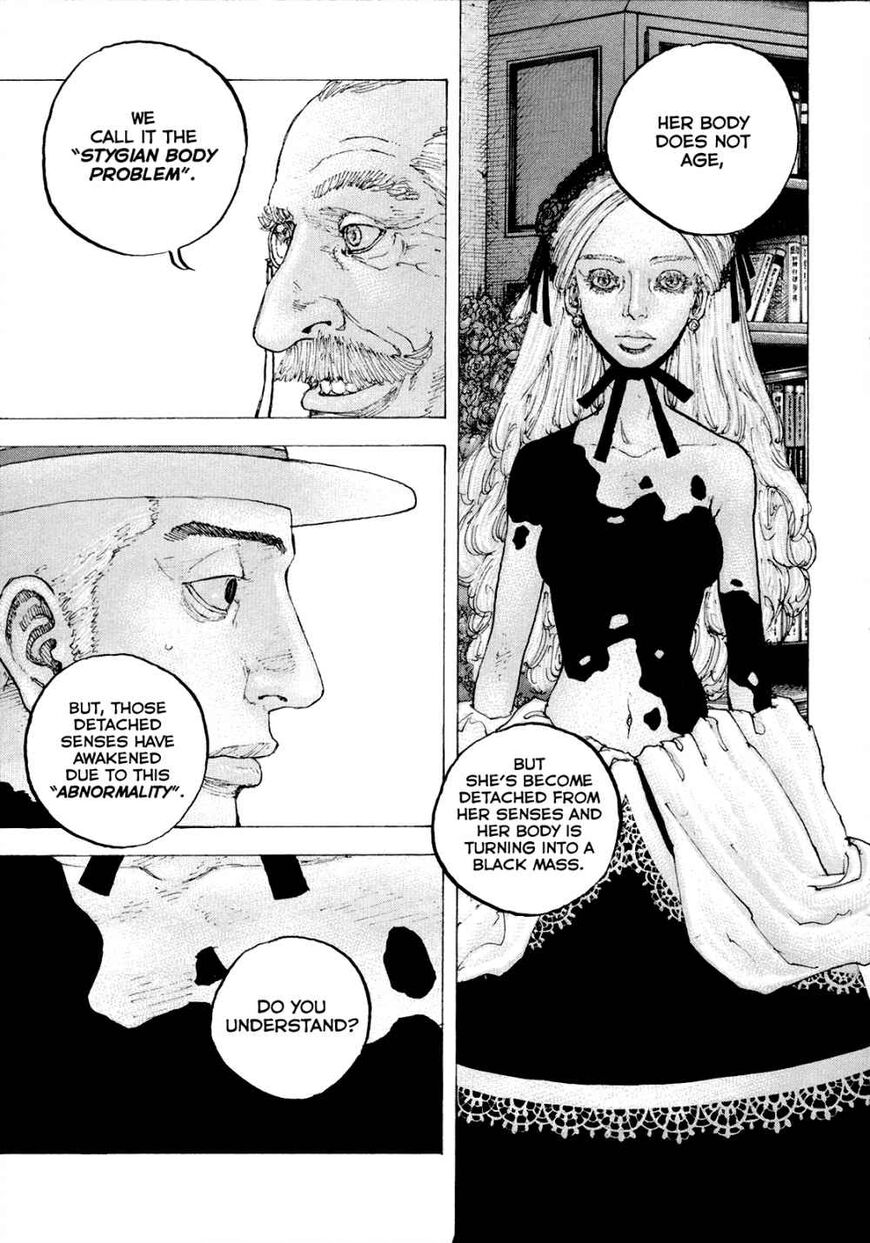 HER BODY
DOES NOT
AGE,
BUT
SHE'S BECOME
DETACHED FROM
HER SENSES AND
HER BODY IS
TURNING INTO A
BLACK MASS.
WE
CALL IT THE
"STYGIAN BODY
PROBLEM".
BUT, THOSE
DETACHED
SENSES HAVE
AWAKENED
DUE TO THIS
"ABNORMALITY".
DO YOU
UNDERSTAND?